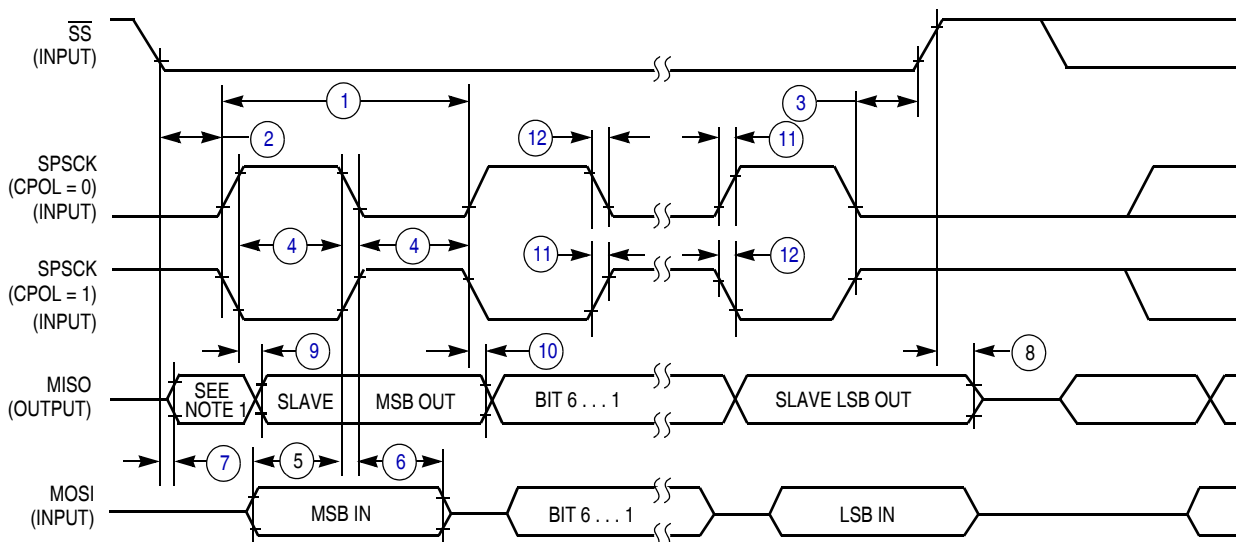 SS
(INPUT)
1
3
2
12
11
SPSCK
(CPOL = 0)
(INPUT)
4
4
11
12
SPSCK
(CPOL = 1)
(INPUT)
9
10
8
MISO
(OUTPUT)
SEE
NOTE 1
SLAVE
MSB OUT
BIT 6 . . . 1
SLAVE LSB OUT
7
5
6
MOSI
(INPUT)
MSB IN
BIT 6 . . . 1
LSB IN